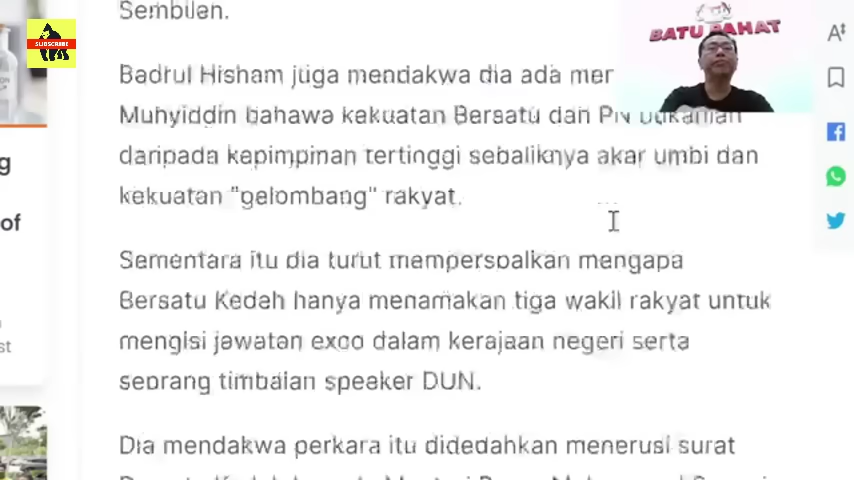 Sembilan.
SUBSCRIBE
BATU PAHAT
Badrul Hisham juga mendakwa dia ada
Muhyiddin bahawa kekuatan Bersatu dan PN bukanlah
daripada kepimpinan tertinggi sebaliknya akar umbi dan
kekuatan "gelombang" rakyat.
of
st
Sementara itu dia turut mempersoalkan mengapa
Bersatu Kedah hanya menamakan tiga wakil rakyat untuk
mengisi jawatan exco dalam kerajaan negeri serta
seorang timbalan speaker DUN.
Dia mendakwa perkara itu didedahkan menerusi surat